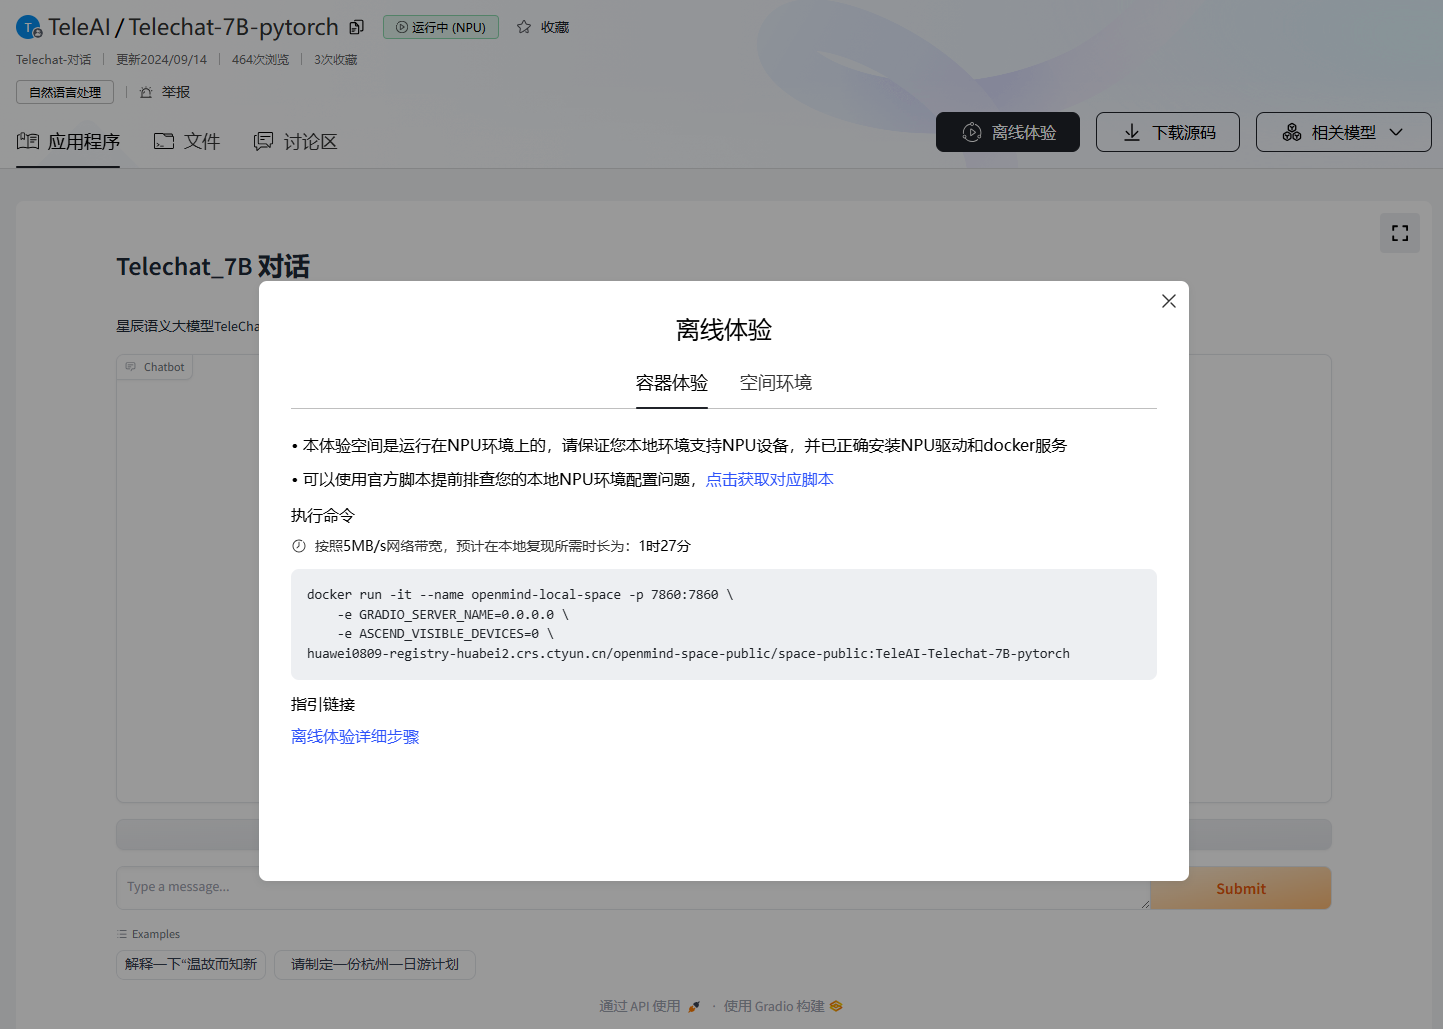 TeleAI / Telechat-7B-pytorch 运行中 (NPU) 收藏
Telechat-对话 更新2024/09/14 464次浏览 3次收藏
自然语言处理 举报
应用程序 文件 讨论区 离线体验 下载源码 相关模型
Telechat_7B 对话
星辰语义大模型TeleCha
Chatbot
离线体验
容器体验 空间环境
• 本体验空间是运行在NPU环境上的，请保证您本地环境支持NPU设备，并已正确安装NPU驱动和docker服务
• 可以使用官方脚本提前排查您的本地NPU环境配置问题，点击获取对应脚本
执行命令
按照5MB/s网络带宽，预计在本地复现所需时长为：1时27分
docker run -it --name openmind-local-space -p 7860:7860 \
-e GRADIO_SERVER_NAME=0.0.0.0 \
-e ASCEND_VISIBLE_DEVICES=0 \
huawei0809-registry-huabei2.crs.ctyun.cn/openmind-space-public/space-public:TeleAI-Telechat-7B-pytorch
指引链接
离线体验详细步骤
Type a message...
Submit
Examples
解释一下“温故而知新 请制定一份杭州一日游计划
通过 API 使用 · 使用 Gradio 构建